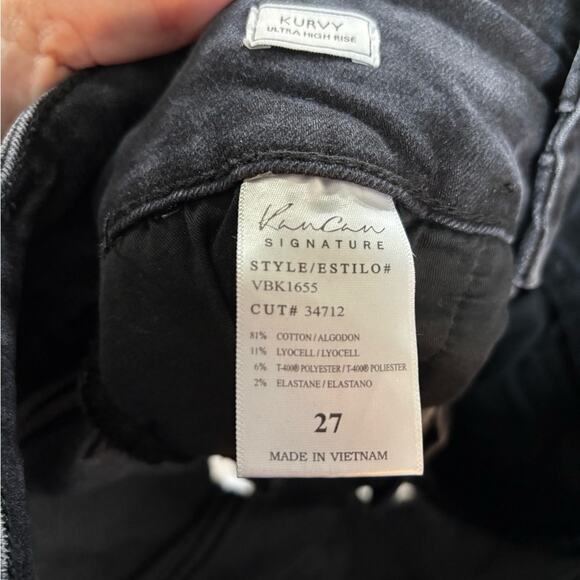 KURVY
ULTRA HIGH RISE
KanCan
SIGNATURE
STYLE/ESTILO#
VBK1655
CUT# 34712
81% COTTON/ALGODON
11% LYOCELL/LYOCELL
6% T-400® POLYESTER/T-400® POLIESTER
2% ELASTANE/ELASTANO
27
MADE IN VIETNAM